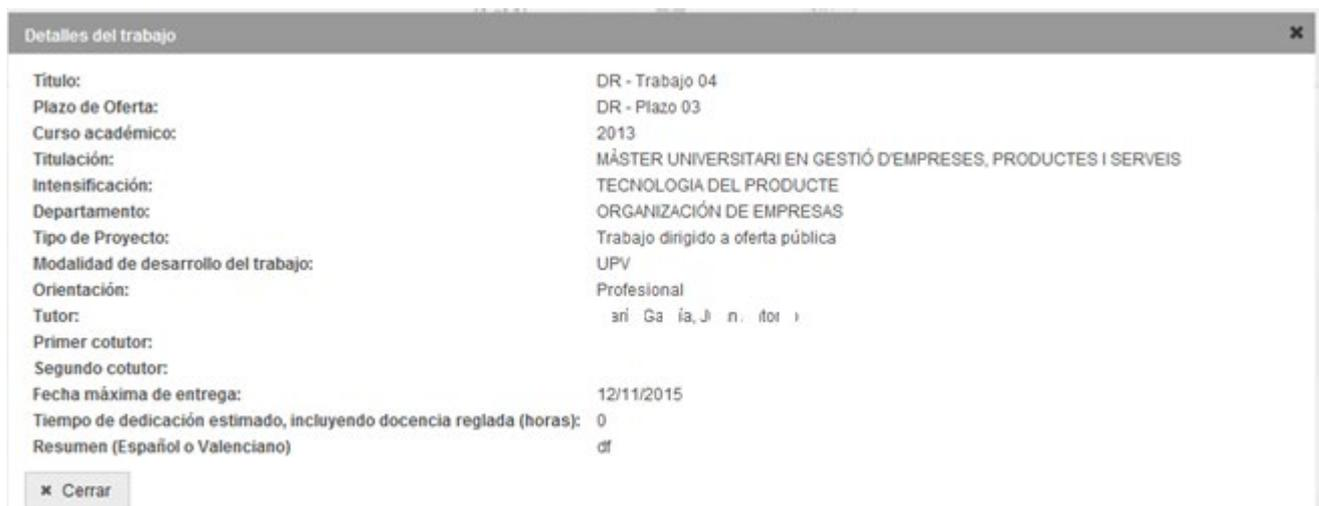 Detalles del trabajo
Título: DR - Trabajo 04
Plazo de Oferta: DR - Plazo 03
Curso académico: 2013
Titulación: MÀSTER UNIVERSITARI EN GESTIÓ D'EMPRESES, PRODUCTES I SERVEIS
Intensificación: TECNOLOGIA DEL PRODUCTE
Departamento: ORGANIZACIÓN DE EMPRESAS
Tipo de Proyecto: Trabajo dirigido a oferta pública
Modalidad de desarrollo del trabajo: UPV
Orientación: Profesional
Tutor:
Primer cotutor:
Segundo cotutor:
Fecha máxima de entrega: 12/11/2015
Tiempo de dedicación estimado, incluyendo docencia reglada (horas): 0
Resumen (Español o Valenciano) df
Cerrar